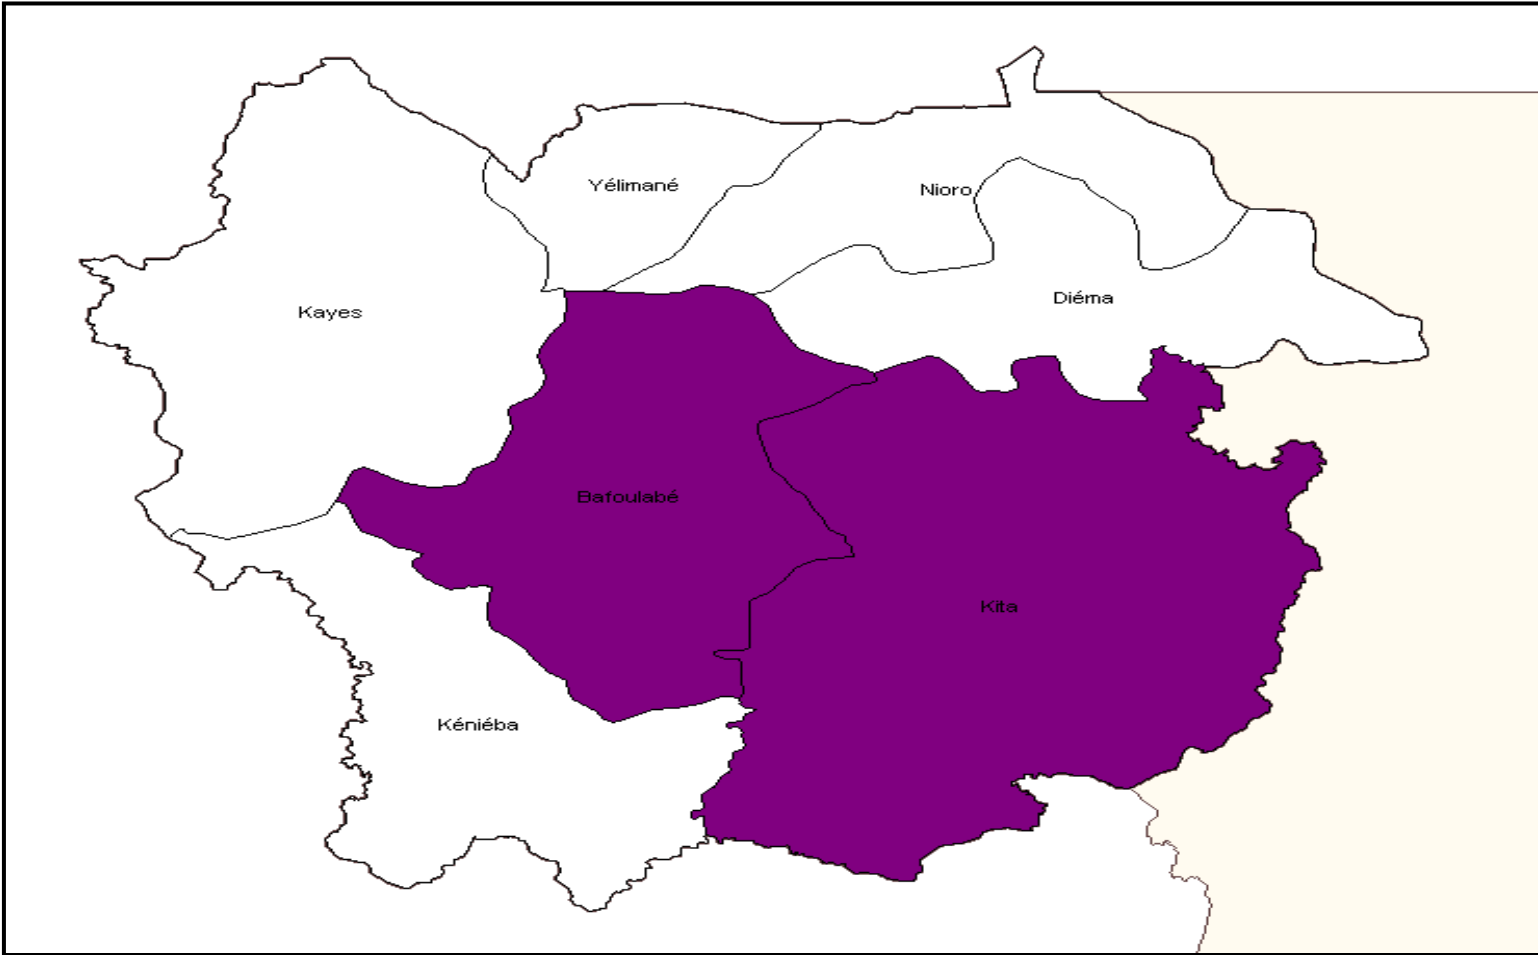 Yélimané
Nioro
Kayes
Diéma
Bafoulabé
Kita
Kéniéba